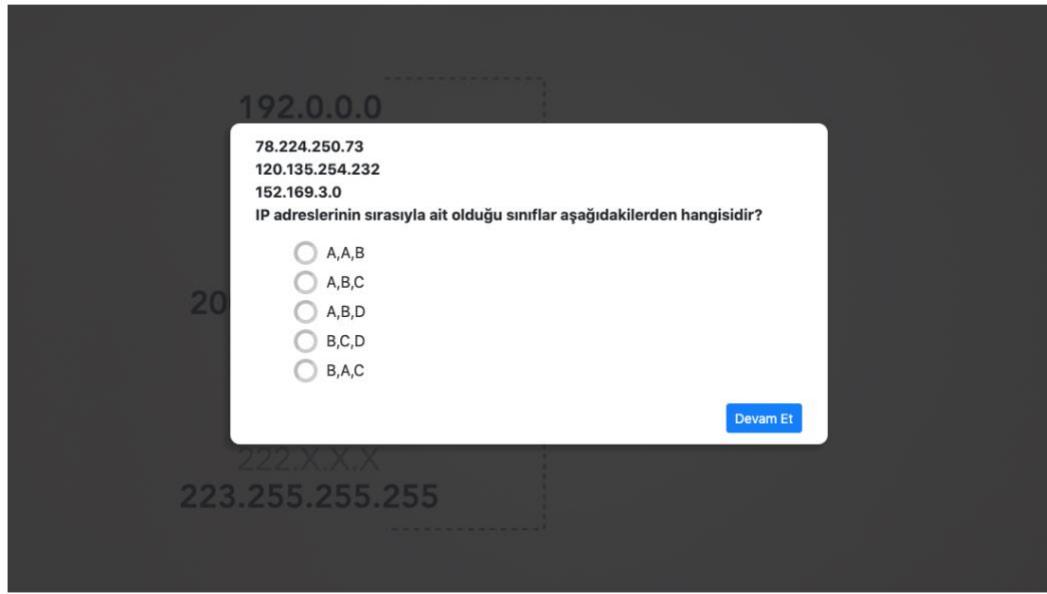 192.0.0.0
78.224.250.73
120.135.254.232
152.169.3.0
IP adreslerinin sırasıyla ait olduğu sınıflar aşağıdakilerden hangisidir?
A,A,B
A,B,C
20
A,B,D
B,C,D
B,A,C
Devam Et
222.X.X.X
223.255.255.255